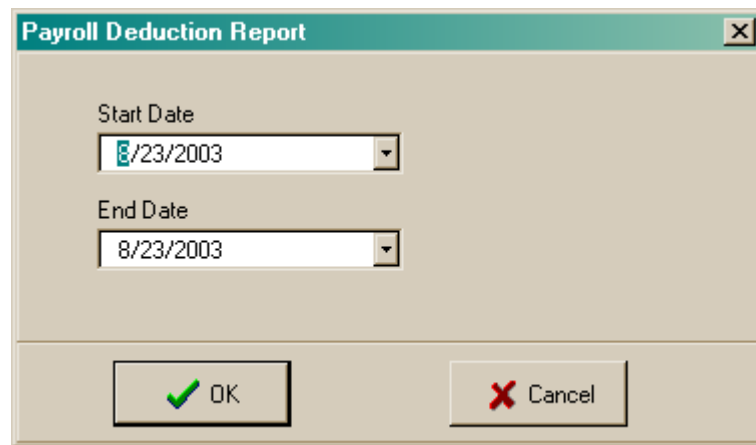 Payroll Deduction Report
Start Date
8/23/2003
End Date
8/23/2003
OK
Cancel